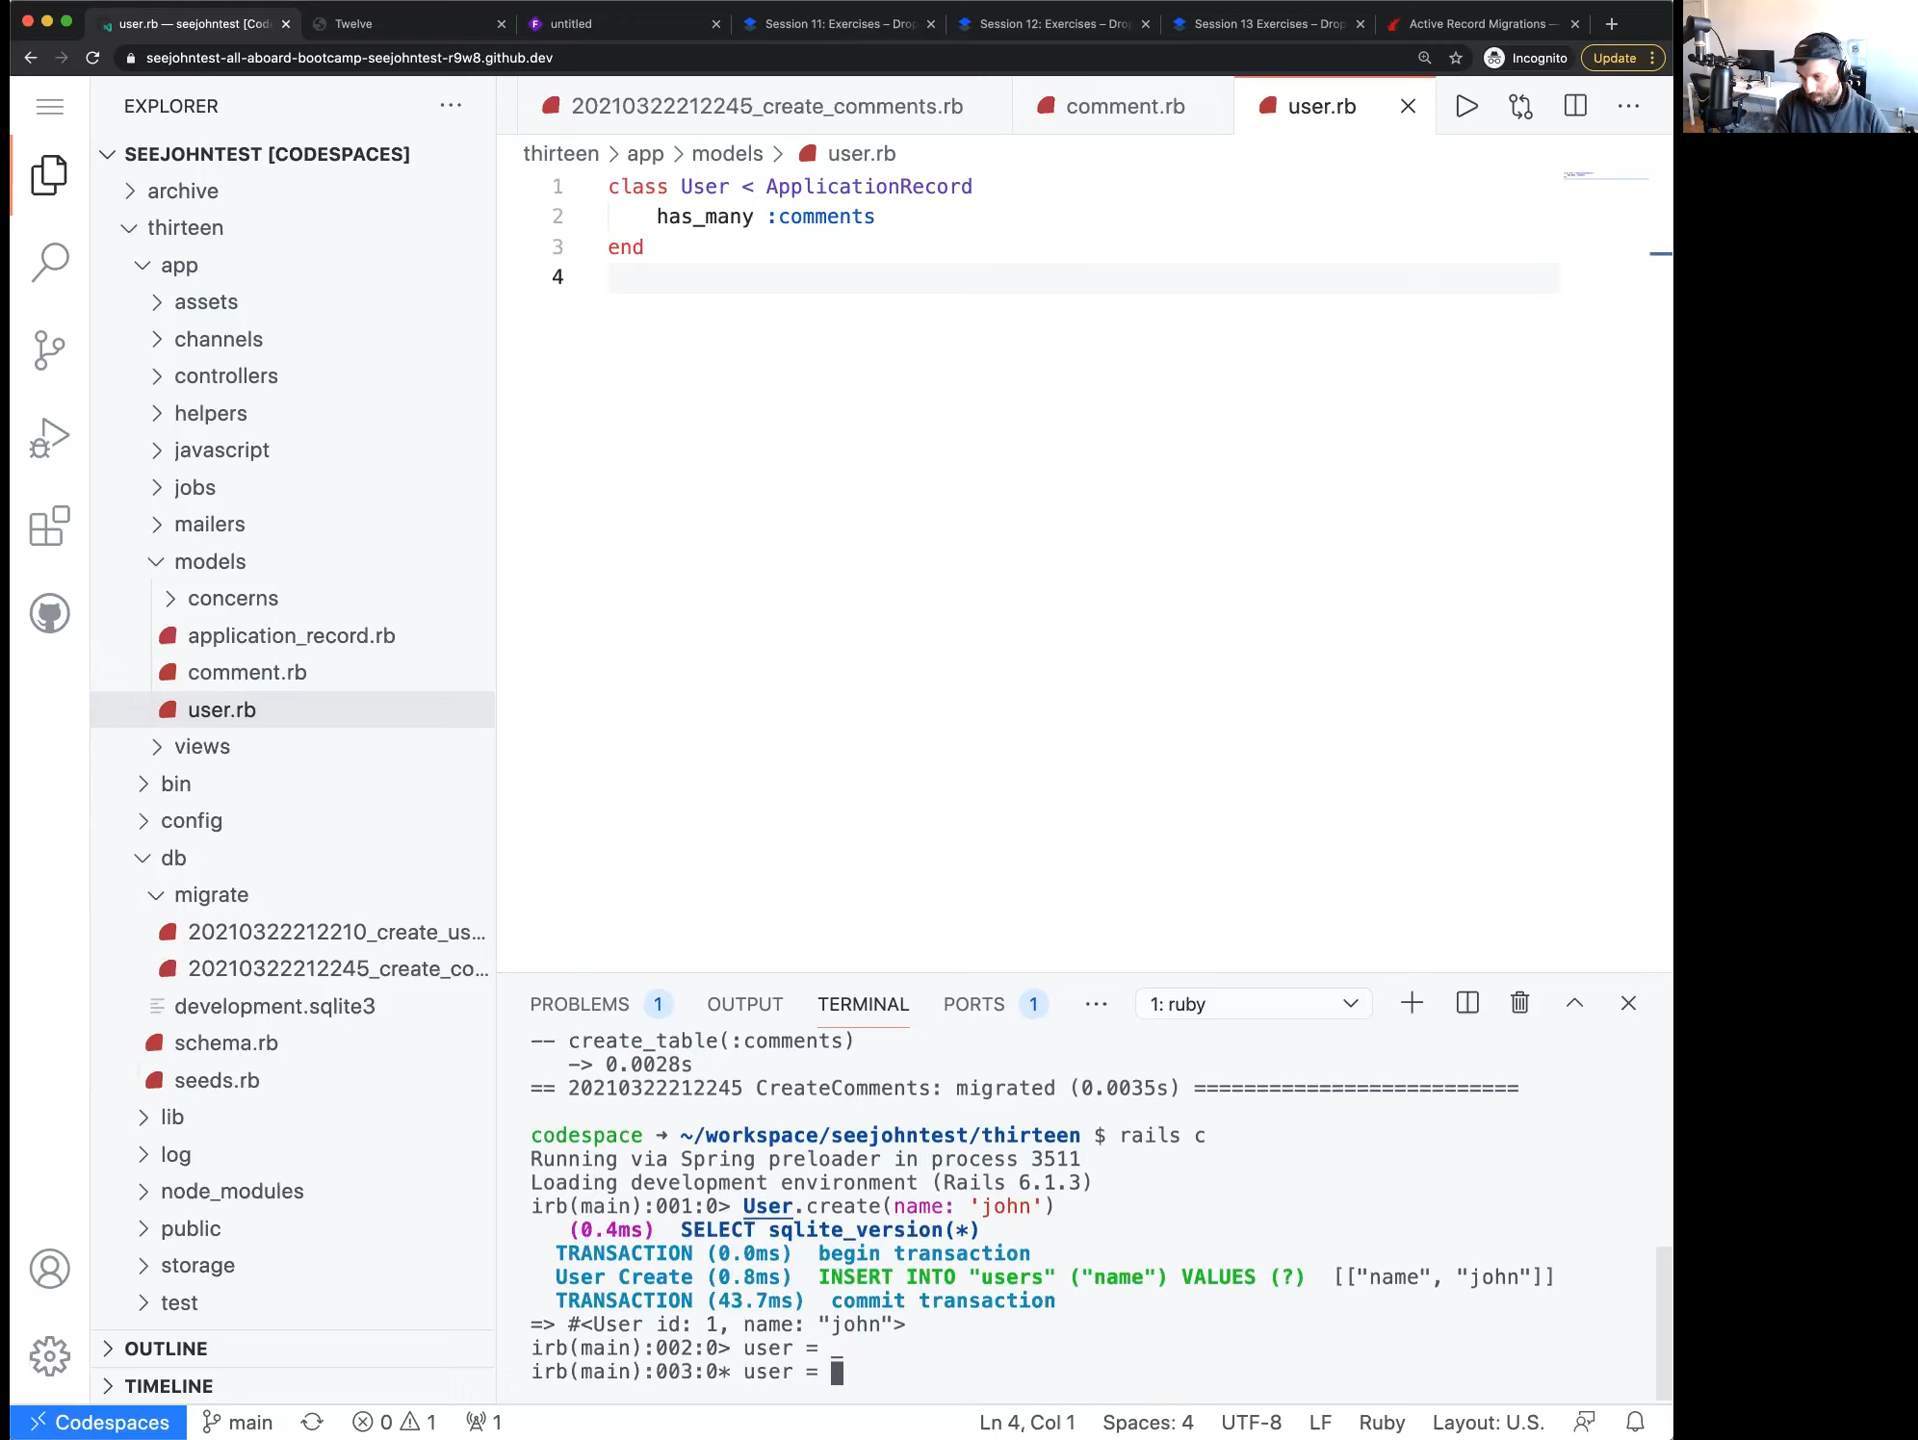 user.rb — seejohntest [Cod
Twelve
untitled
Session 11: Exercises – Drop
Session 12: Exercises – Drop
Session 13 Exercises – Drop
Active Record Migrations —
seejohntest-all-aboard-bootcamp-seejohntest-r9w8.github.dev
Incognito
Update
EXPLORER
20210322212245_create_comments.rb
comment.rb
user.rb
SEEJOHNTEST [CODESPACES]
archive
thirteen
app
assets
channels
controllers
helpers
javascript
jobs
mailers
models
concerns
application_record.rb
comment.rb
user.rb
views
bin
config
db
migrate
20210322212210_create_us...
20210322212245_create_co...
development.sqlite3
schema.rb
seeds.rb
lib
log
node_modules
public
storage
test
OUTLINE
TIMELINE
thirteen > app > models > user.rb
1 class User < ApplicationRecord
2 has_many :comments
3 end
4
PROBLEMS 1 OUTPUT TERMINAL PORTS 1 ... 1: ruby
-- create_table(:comments)
-> 0.0028s
== 20210322212245 CreateComments: migrated (0.0035s) ==========================
codespace ➜ ~/workspace/seejohntest/thirteen $ rails c
Running via Spring preloader in process 3511
Loading development environment (Rails 6.1.3)
irb(main):001:0> User.create(name: 'john')
(0.4ms) SELECT sqlite_version(*)
TRANSACTION (0.0ms) begin transaction
User Create (0.8ms) INSERT INTO "users" ("name") VALUES (?) [["name", "john"]]
TRANSACTION (43.7ms) commit transaction
=> #<User id: 1, name: "john">
irb(main):002:0> user = _
irb(main):003:0* user =
Codespaces main 0 1 1 Ln 4, Col 1 Spaces: 4 UTF-8 LF Ruby Layout: U.S.